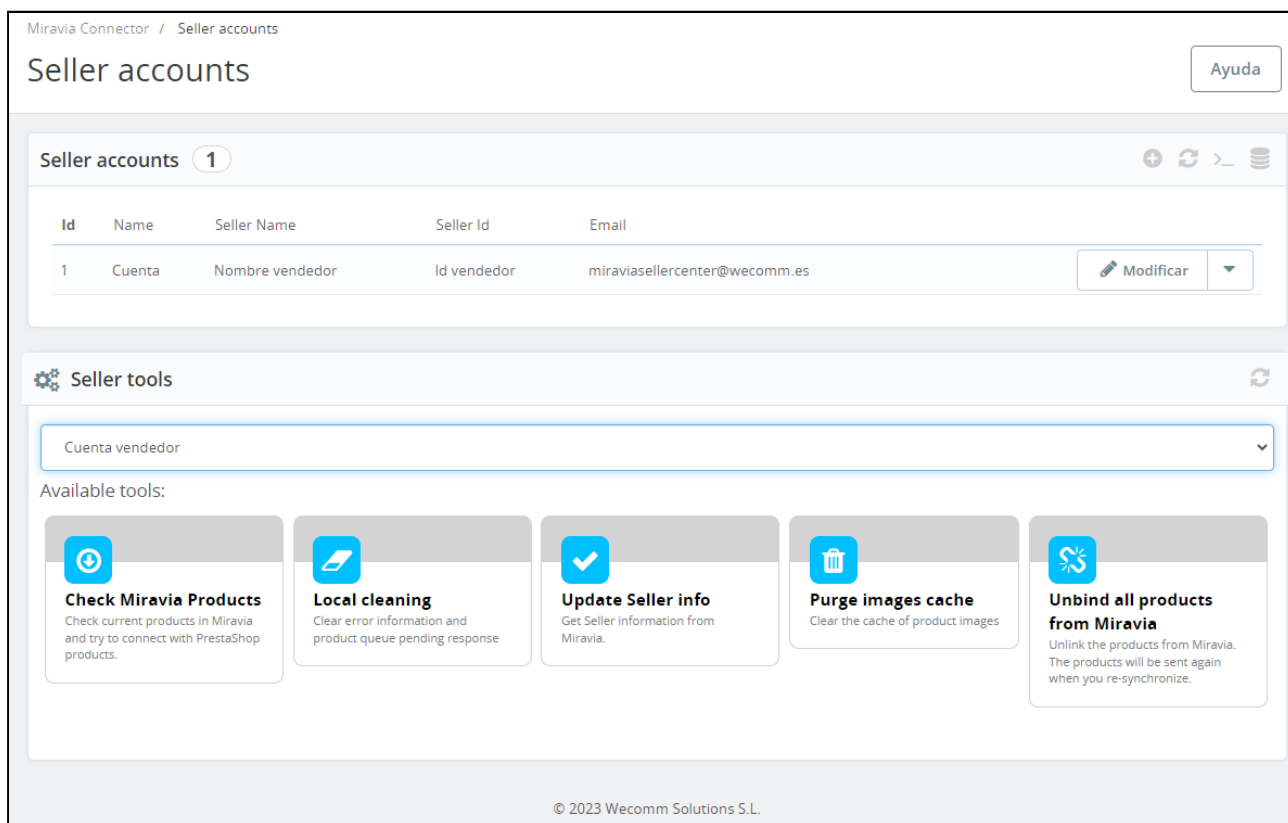 Miravia Connector / Seller accounts
Seller accounts
Ayuda
Seller accounts 1
Id Name Seller Name Seller Id Email
1 Cuenta Nombre vendedor Id vendedor miraviasellercenter@wecomm.es Modificar
Seller tools
Cuenta vendedor
Available tools:
Check Miravia Products
Check current products in Miravia
and try to connect with PrestaShop
products.
Local cleaning
Clear error information and
product queue pending response
Update Seller info
Get Seller information from
Miravia.
Purge images cache
Clear the cache of product images
Unbind all products
from Miravia
Unlink the products from Miravia.
The products will be sent again
when you re-synchronize.
© 2023 Wecomm Solutions S.L.